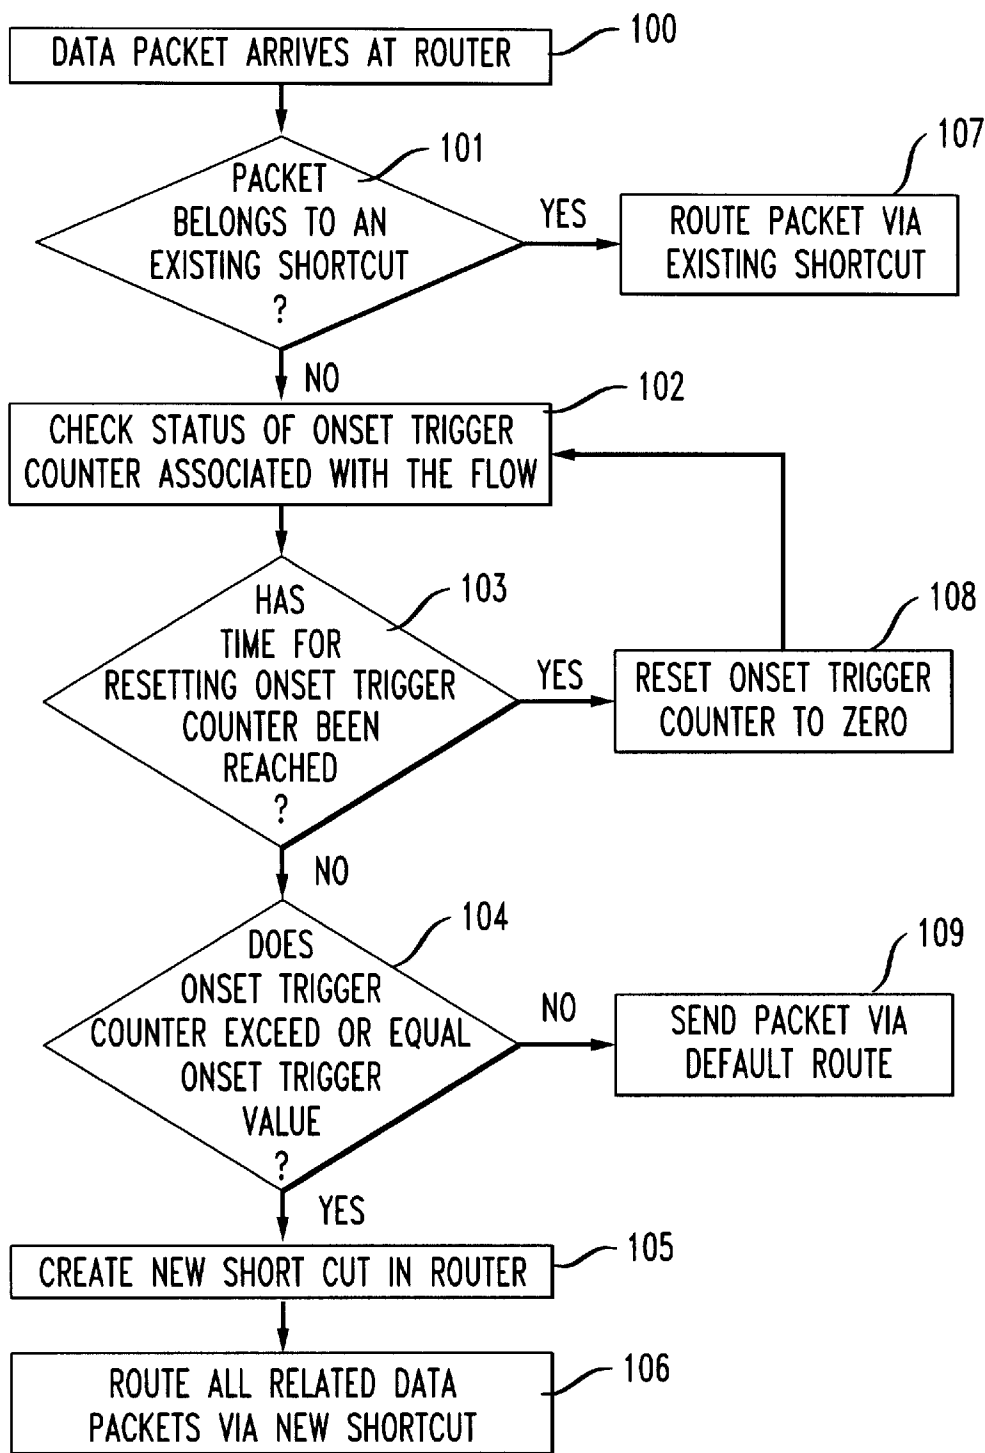 DATA PACKET ARRIVES AT ROUTER
100
101
PACKET
BELONGS TO AN
EXISTING SHORTCUT
?
YES
107
ROUTE PACKET VIA
EXISTING SHORTCUT
NO
102
CHECK STATUS OF ONSET TRIGGER
COUNTER ASSOCIATED WITH THE FLOW
103
HAS
TIME FOR
RESETTING ONSET TRIGGER
COUNTER BEEN
REACHED
?
YES
108
RESET ONSET TRIGGER
COUNTER TO ZERO
NO
104
DOES
ONSET TRIGGER
COUNTER EXCEED OR EQUAL
ONSET TRIGGER
VALUE
?
NO
109
SEND PACKET VIA
DEFAULT ROUTE
YES
105
CREATE NEW SHORT CUT IN ROUTER
106
ROUTE ALL RELATED DATA
PACKETS VIA NEW SHORTCUT